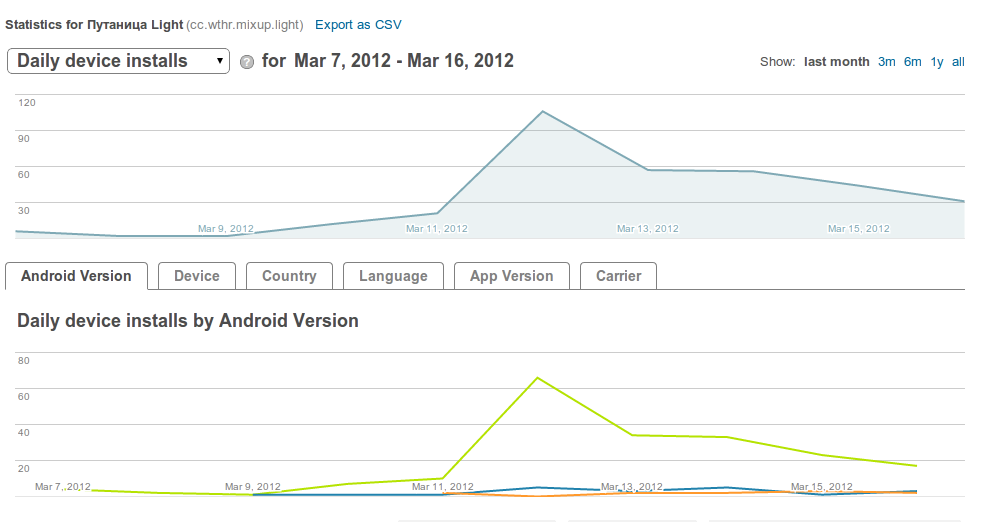 Statistics for Путаница Light (cc.wthr.mixup.light) Export as CSV
Daily device installs ? for Mar 7, 2012 - Mar 16, 2012 Show: last month 3m 6m 1y all
120
90
60
30
Mar 9, 2012 Mar 11, 2012 Mar 13, 2012 Mar 15, 2012
Android Version Device Country Language App Version Carrier
Daily device installs by Android Version
80
60
40
20
Mar 7, 2012 Mar 9, 2012 Mar 11, 2012 Mar 13, 2012 Mar 15, 2012